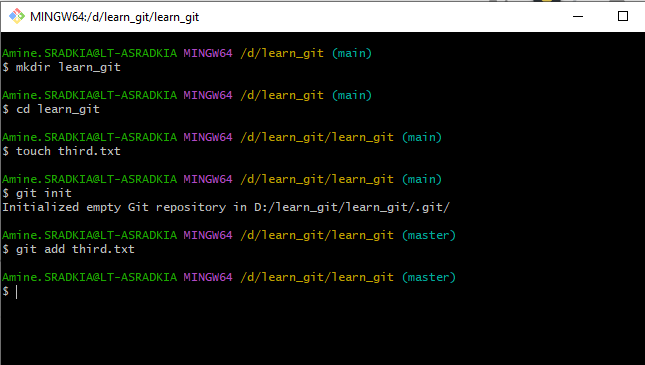 MINGW64:/d/learn_git/learn_git
Amine.SRADKIA@LT-ASRADKIA MINGW64 /d/learn_git (main)
$ mkdir learn_git
Amine.SRADKIA@LT-ASRADKIA MINGW64 /d/learn_git (main)
$ cd learn_git
Amine.SRADKIA@LT-ASRADKIA MINGW64 /d/learn_git/learn_git (main)
$ touch third.txt
Amine.SRADKIA@LT-ASRADKIA MINGW64 /d/learn_git/learn_git (main)
$ git init
Initialized empty Git repository in D:/learn_git/learn_git/.git/
Amine.SRADKIA@LT-ASRADKIA MINGW64 /d/learn_git/learn_git (master)
$ git add third.txt
Amine.SRADKIA@LT-ASRADKIA MINGW64 /d/learn_git/learn_git (master)
$